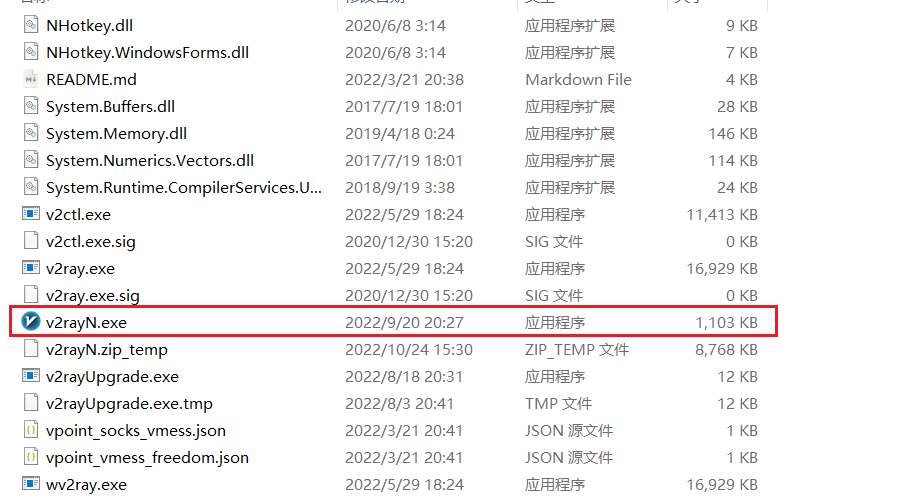 NHotkey.dll 2020/6/8 3:14 应用程序扩展 9 KB
NHotkey.WindowsForms.dll 2020/6/8 3:14 应用程序扩展 7 KB
README.md 2022/3/21 20:38 Markdown File 4 KB
System.Buffers.dll 2017/7/19 18:01 应用程序扩展 28 KB
System.Memory.dll 2019/4/18 0:24 应用程序扩展 146 KB
System.Numerics.Vectors.dll 2017/7/19 18:01 应用程序扩展 114 KB
System.Runtime.CompilerServices.U... 2018/9/19 3:38 应用程序扩展 24 KB
v2ctl.exe 2022/5/29 18:24 应用程序 11,413 KB
v2ctl.exe.sig 2020/12/30 15:20 SIG 文件 0 KB
v2ray.exe 2022/5/29 18:24 应用程序 16,929 KB
v2ray.exe.sig 2020/12/30 15:20 SIG 文件 0 KB
v2rayN.exe 2022/9/20 20:27 应用程序 1,103 KB
v2rayN.zip_temp 2022/10/24 15:30 ZIP_TEMP 文件 8,768 KB
v2rayUpgrade.exe 2022/8/18 20:31 应用程序 12 KB
v2rayUpgrade.exe.tmp 2022/8/3 20:41 TMP 文件 12 KB
vpoint_socks_vmess.json 2022/3/21 20:41 JSON 源文件 2 KB
vpoint_vmess_freedom.json 2022/3/21 20:41 JSON 源文件 2 KB
wv2ray.exe 2022/5/29 18:24 应用程序 16,929 KB